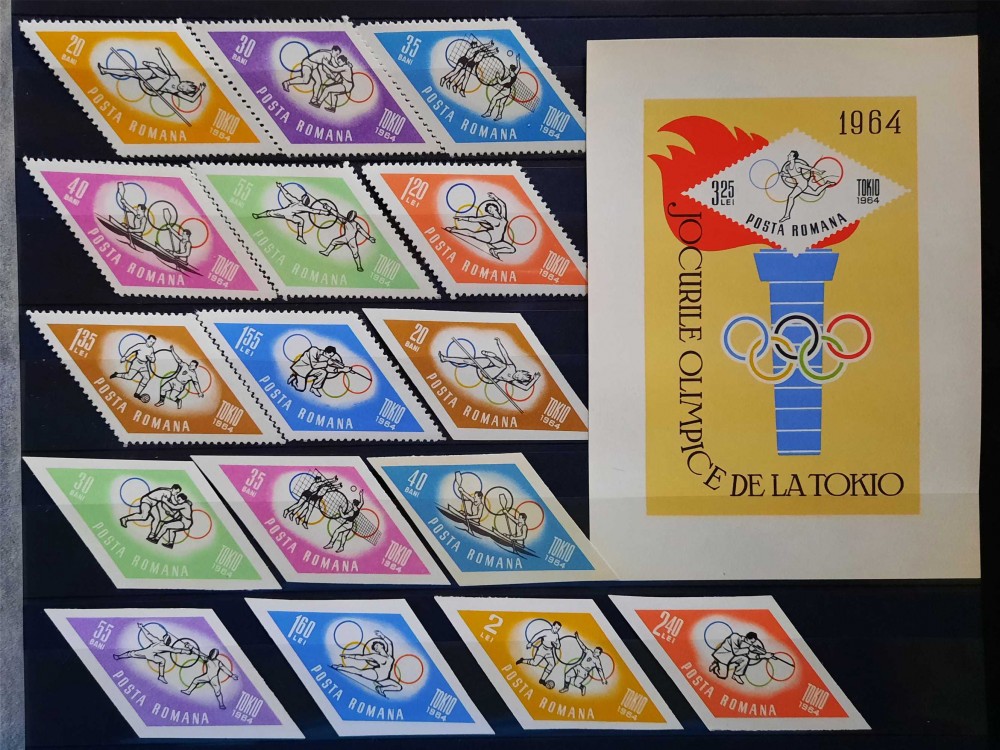 20
BANI
POSTA ROMANA
TOKIO
1964
30
BANI
POSTA ROMANA
TOKIO
1964
35
BANI
POSTA ROMANA
TOKIO
1964
40
BANI
POSTA ROMANA
TOKIO
1964
55
BANI
POSTA ROMANA
TOKIO
1964
1,20
LEI
POSTA ROMANA
TOKIO
1964
1,35
LEI
POSTA ROMANA
TOKIO
1964
1,55
LEI
POSTA ROMANA
TOKIO
1964
20
BANI
POSTA ROMANA
TOKIO
1964
30
BANI
POSTA ROMANA
TOKIO
1964
35
BANI
POSTA ROMANA
TOKIO
1964
40
BANI
POSTA ROMANA
TOKIO
1964
55
BANI
POSTA ROMANA
TOKIO
1964
1,60
LEI
POSTA ROMANA
TOKIO
1964
2
LEI
POSTA ROMANA
TOKIO
1964
2,40
LEI
POSTA ROMANA
TOKIO
1964
1964
3,25
LEI
TOKIO
1964
POSTĂ ROMANA
JOCURILE OLIMPICE DE LA TOKIO